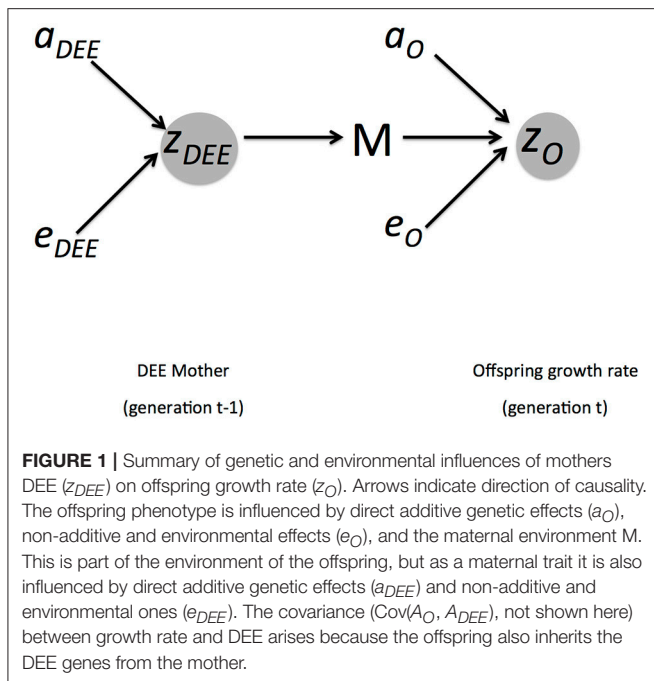 a_DEE
a_O
z_DEE
M
z_O
e_DEE
e_O
DEE Mother
Offspring growth rate
(generation t-1)
(generation t)
FIGURE 1 | Summary of genetic and environmental influences of mothers
DEE (z_DEE) on offspring growth rate (z_O). Arrows indicate direction of causality.
The offspring phenotype is influenced by direct additive genetic effects (a_O),
non-additive and environmental effects (e_O), and the maternal environment M.
This is part of the environment of the offspring, but as a maternal trait it is also
influenced by direct additive genetic effects (a_DEE) and non-additive and
environmental ones (e_DEE). The covariance (Cov(A_O, A_DEE), not shown here)
between growth rate and DEE arises because the offspring also inherits the
DEE genes from the mother.